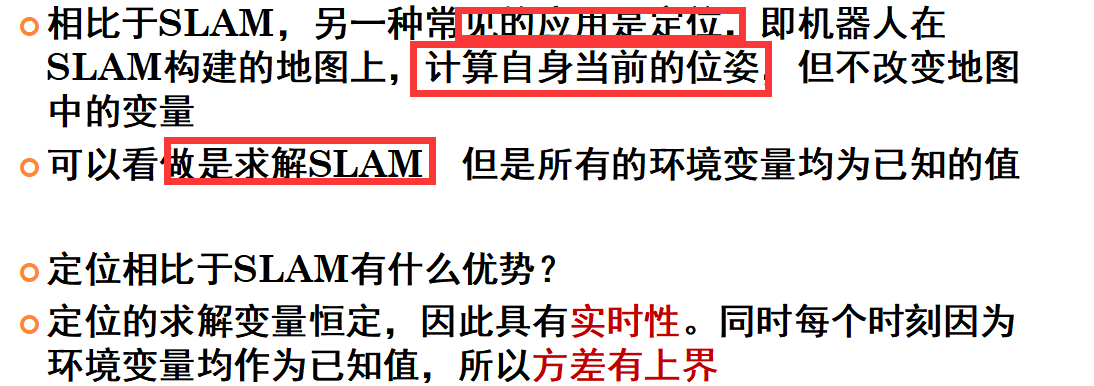 相比于SLAM，另一种常见的应用是定位，即机器人在
SLAM构建的地图上，计算自身当前的位姿，但不改变地图
中的变量
可以看做是求解SLAM 但是所有的环境变量均为已知的值
定位相比于SLAM有什么优势？
定位的求解变量恒定，因此具有实时性。同时每个时刻因为
环境变量均作为已知值，所以方差有上界